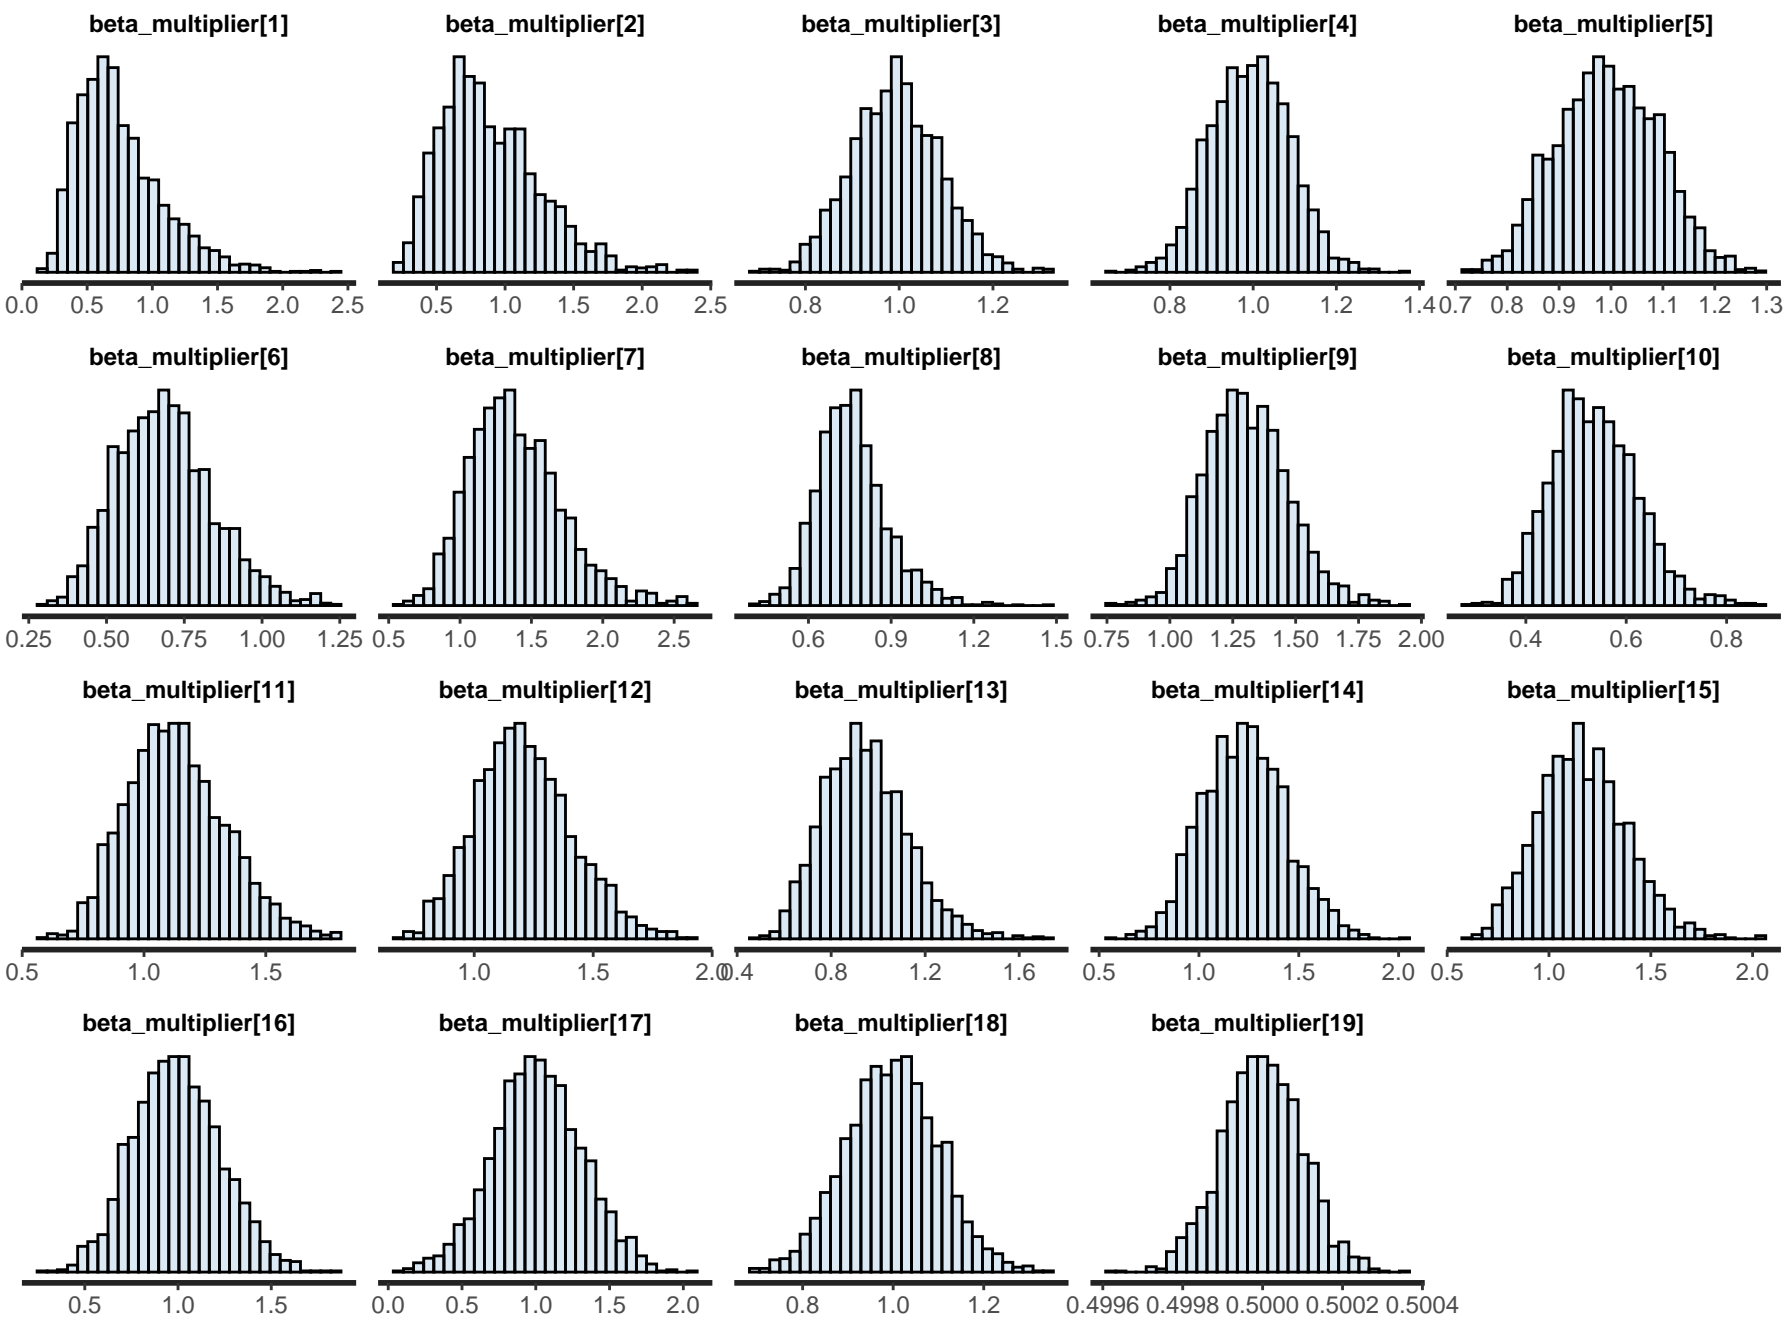 beta_multiplier[1] beta_multiplier[2] beta_multiplier[3] beta_multiplier[4] beta_multiplier[5]
0.0 0.5 1.0 1.5 2.0 2.5 0.5 1.0 1.5 2.0 2.5 0.8 1.0 1.2 0.8 1.0 1.2 1.4 0.7 0.8 0.9 1.0 1.1 1.2 1.3
beta_multiplier[6] beta_multiplier[7] beta_multiplier[8] beta_multiplier[9] beta_multiplier[10]
0.25 0.50 0.75 1.00 1.25 0.5 1.0 1.5 2.0 2.5 0.6 0.9 1.2 1.5 0.75 1.00 1.25 1.50 1.75 2.00 0.4 0.6 0.8
beta_multiplier[11] beta_multiplier[12] beta_multiplier[13] beta_multiplier[14] beta_multiplier[15]
0.5 1.0 1.5 1.0 1.5 2.0 0.4 0.8 1.2 1.6 0.5 1.0 1.5 2.0 0.5 1.0 1.5 2.0
beta_multiplier[16] beta_multiplier[17] beta_multiplier[18] beta_multiplier[19]
0.5 1.0 1.5 0.0 0.5 1.0 1.5 2.0 0.8 1.0 1.2 0.4996 0.4998 0.5000 0.5002 0.5004